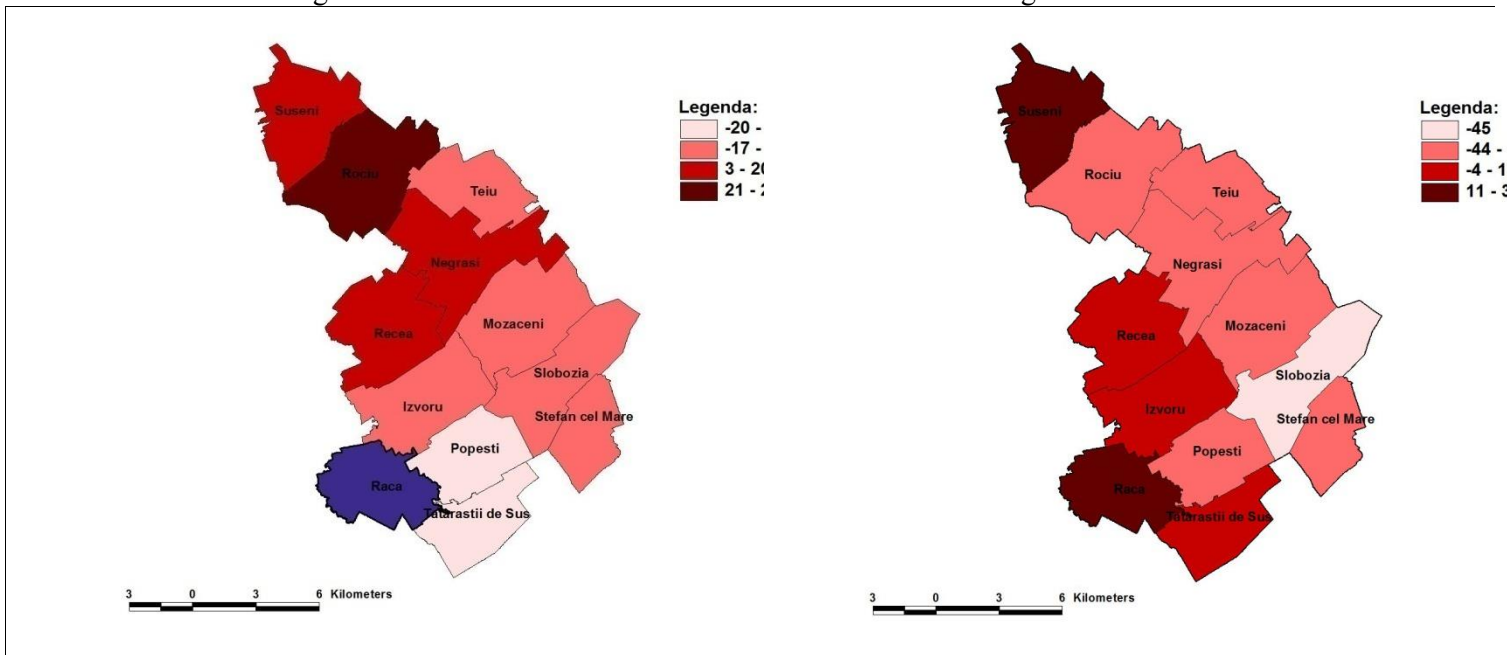 Suseni
Rociu
Teiu
Negrasi
Recea
Mozaceni
Slobozia
Izvoru
Stefan cel Mare
Popesti
Raca
Tatarastii de Sus
Legenda:
-20 -
-17 -
3 - 20
21 -
3 0 3 6 Kilometers
Suseni
Rociu
Teiu
Negrasi
Recea
Mozaceni
Slobozia
Izvoru
Stefan cel Mare
Popesti
Raca
Tatarastii de Sus
Legenda:
-45
-44 -
-4 - 1
11 - 3
3 0 3 6 Kilometers